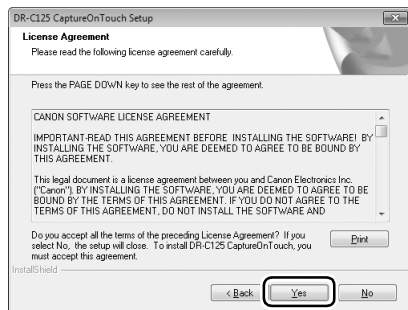 DR-C125 CaptureOnTouch Setup
License Agreement
Please read the following license agreement carefully.
Press the PAGE DOWN key to see the rest of the agreement.
CANON SOFTWARE LICENSE AGREEMENT
IMPORTANT-READ THIS AGREEMENT BEFORE INSTALLING THE SOFTWARE! BY
INSTALLING THE SOFTWARE, YOU ARE DEEMED TO AGREE TO BE BOUND BY
THIS AGREEMENT.
This legal document is a license agreement between you and Canon Electronics Inc.
("Canon"). BY INSTALLING THE SOFTWARE, YOU ARE DEEMED TO AGREE TO BE
BOUND BY THE TERMS OF THIS AGREEMENT. IF YOU DO NOT AGREE TO THE
TERMS OF THIS AGREEMENT, DO NOT INSTALL THE SOFTWARE AND
Do you accept all the terms of the preceding License Agreement? If you
select No, the setup will close. To install DR-C125 CaptureOnTouch, you
must accept this agreement.
Print
InstallShield
< Back
Yes
No